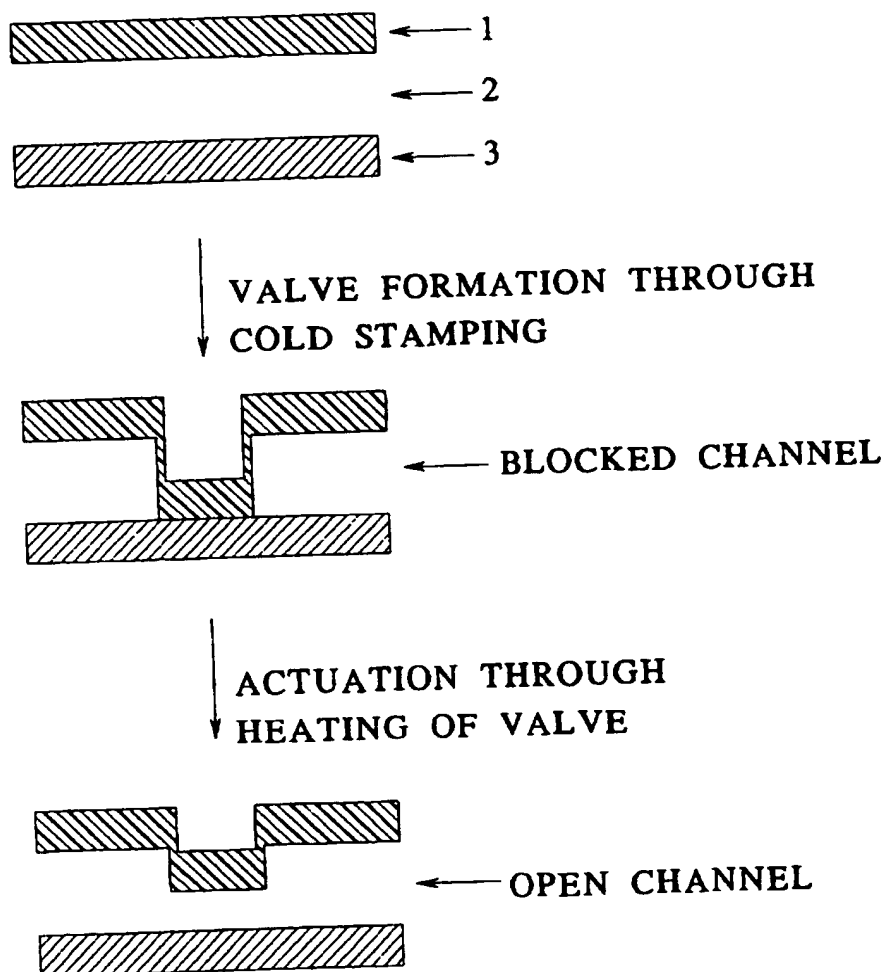 1
2
3
VALVE FORMATION THROUGH
COLD STAMPING
BLOCKED CHANNEL
ACTUATION THROUGH
HEATING OF VALVE
OPEN CHANNEL